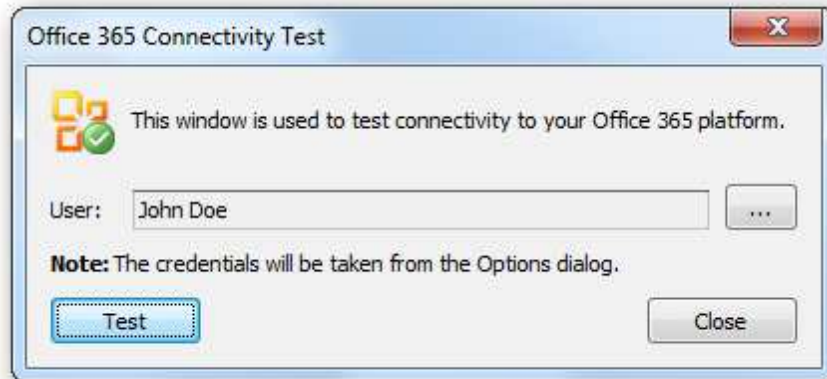 Office 365 Connectivity Test
This window is used to test connectivity to your Office 365 platform.
User: John Doe ...
Note: The credentials will be taken from the Options dialog.
Test Close